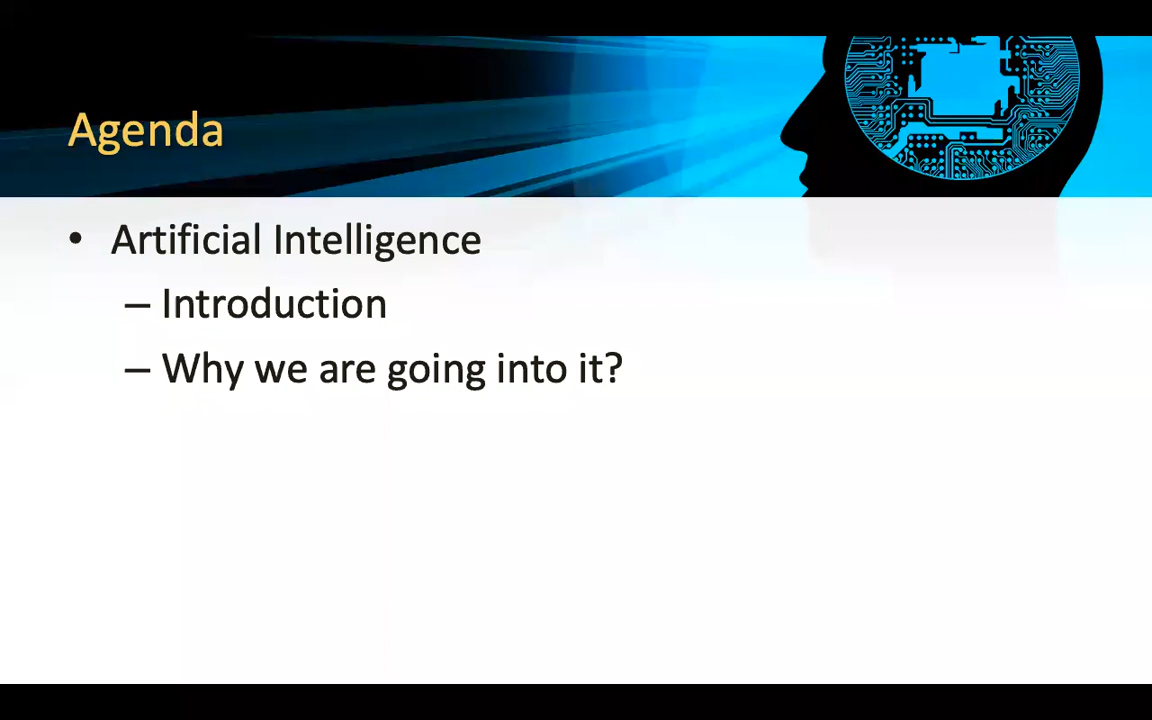 Agenda
• Artificial Intelligence
– Introduction
– Why we are going into it?